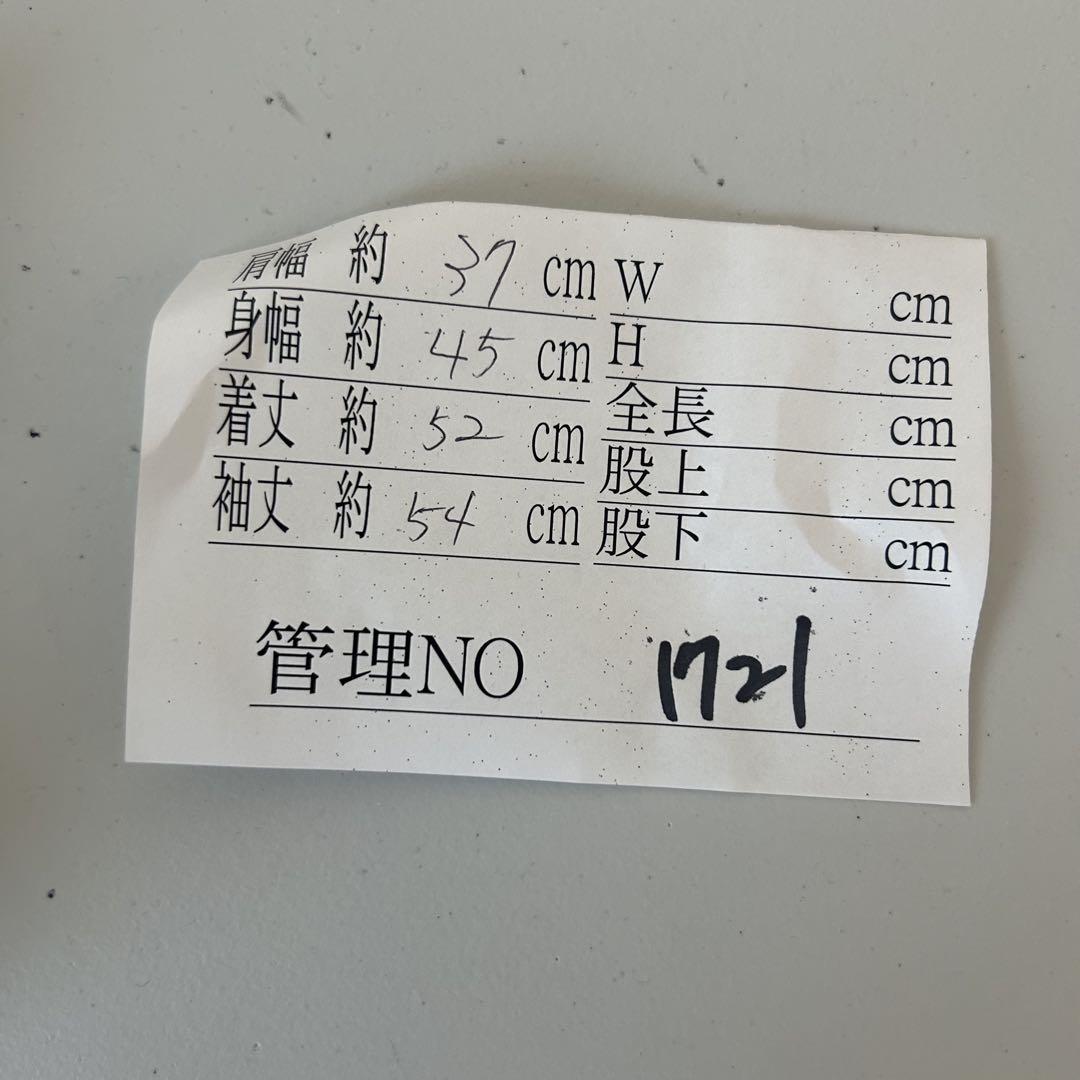 肩幅 約 37 cm
身幅 約 45 cm
着丈 約 52 cm
袖丈 約 54 cm
W cm
H cm
全長 cm
股上 cm
股下 cm
管理NO 1721